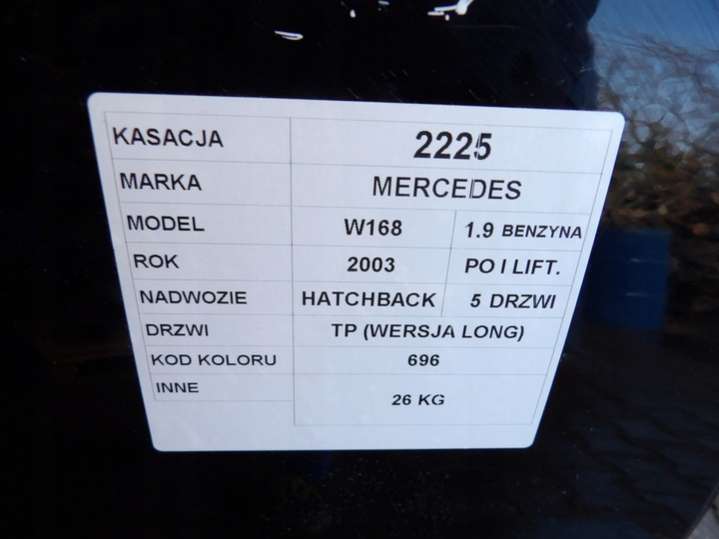 KASACJA 2225
MARKA MERCEDES
MODEL W168 1.9 BENZYNA
ROK 2003 PO I LIFT.
NADWOZIE HATCHBACK 5 DRZWI
DRZWI TP (WERSJA LONG)
KOD KOLORU 696
INNE 26 KG